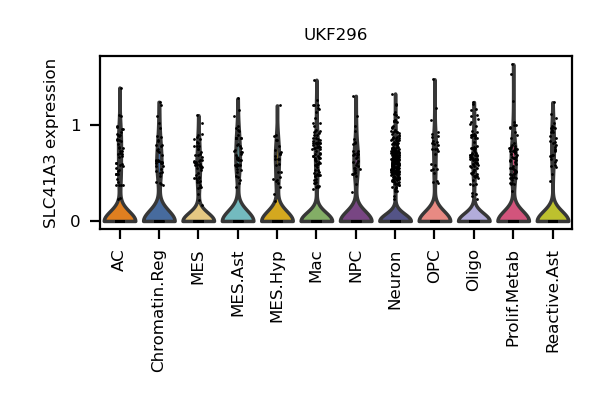 UKF296
SLC41A3 expression
1
0
AC
Chromatin.Reg
MES
MES.Ast
MES.Hyp
Mac
NPC
Neuron
OPC
Oligo
Prolif.Metab
Reactive.Ast